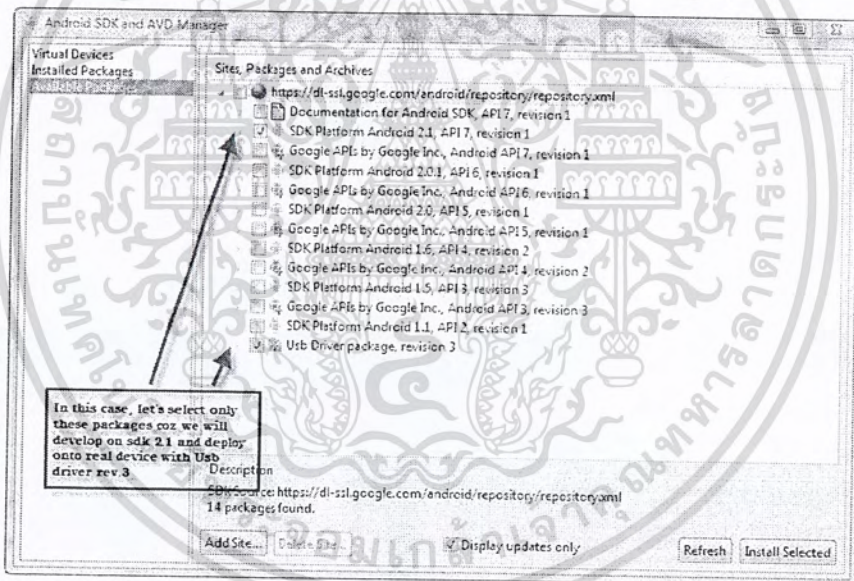 Android SDK and AVD Manager
Virtual Devices
Installed Packages
Available Packages
Sites, Packages and Archives
https://dl-ssl.google.com/android/repository/repository.xml
Documentation for Android SDK, API 7, revision 1
SDK Platform Android 2.1, API 7, revision 1
Google APIs by Google Inc., Android API 7, revision 1
SDK Platform Android 2.0.1, API 6, revision 1
Google APIs by Google Inc., Android API 6, revision 1
SDK Platform Android 2.0, API 5, revision 1
Google APIs by Google Inc., Android API 5, revision 1
SDK Platform Android 1.6, API 4, revision 2
Google APIs by Google Inc., Android API 4, revision 2
SDK Platform Android 1.5, API 3, revision 3
Google APIs by Google Inc., Android API 3, revision 3
SDK Platform Android 1.1, API 2, revision 1
Usb Driver package, revision 3
In this case, let's select only
these packages coz we will
develop on sdk 2.1 and deploy
onto real device with Usb
driver rev.3
Description
SDK Source: https://dl-ssl.google.com/android/repository/repository.xml
14 packages found.
Add Site... Delete Site... Display updates only Refresh Install Selected